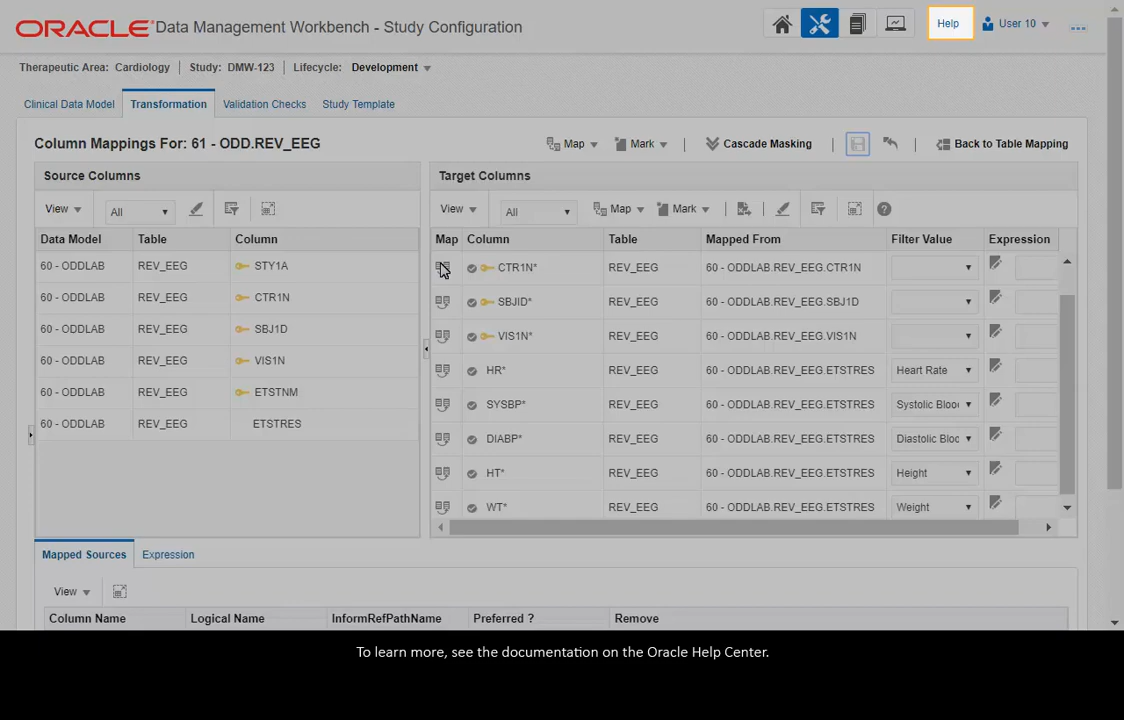 ORACLE Data Management Workbench - Study Configuration Help User 10
Therapeutic Area: Cardiology Study: DMW-123 Lifecycle: Development
Clinical Data Model Transformation Validation Checks Study Template
Column Mappings For: 61 - ODD.REV_EEG Map Mark Cascade Masking Back to Table Mapping
Source Columns Target Columns
View All View All Map Mark
Data Model Table Column Map Column Table Mapped From Filter Value Expression
60 - ODDLAB REV_EEG STY1A CTR1N* REV_EEG 60 - ODDLAB.REV_EEG.CTR1N
60 - ODDLAB REV_EEG CTR1N SBJID* REV_EEG 60 - ODDLAB.REV_EEG.SBJ1D
60 - ODDLAB REV_EEG SBJ1D VIS1N* REV_EEG 60 - ODDLAB.REV_EEG.VIS1N
60 - ODDLAB REV_EEG VIS1N HR* REV_EEG 60 - ODDLAB.REV_EEG.ETSTRES Heart Rate
60 - ODDLAB REV_EEG ETSTNM SYSBP* REV_EEG 60 - ODDLAB.REV_EEG.ETSTRES Systolic Bloo
60 - ODDLAB REV_EEG ETSTRES DIABP* REV_EEG 60 - ODDLAB.REV_EEG.ETSTRES Diastolic Bloc
HT* REV_EEG 60 - ODDLAB.REV_EEG.ETSTRES Height
WT* REV_EEG 60 - ODDLAB.REV_EEG.ETSTRES Weight
Mapped Sources Expression
View
Column Name Logical Name InformRefPathName Preferred ? Remove
To learn more, see the documentation on the Oracle Help Center.